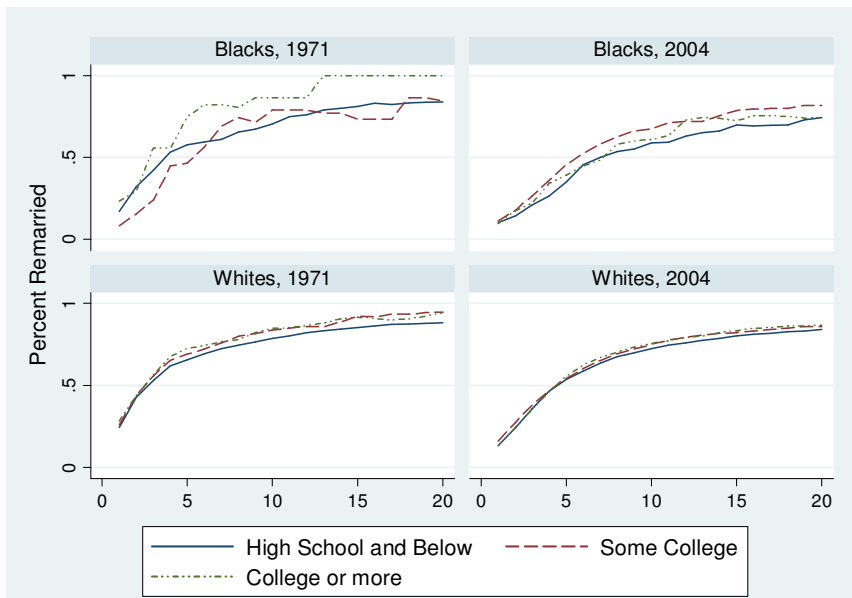 Blacks, 1971
Blacks, 2004
1
.5
0
Whites, 1971
Whites, 2004
1
.5
0
Percent Remarried
0 5 10 15 20
0 5 10 15 20
High School and Below
Some College
College or more